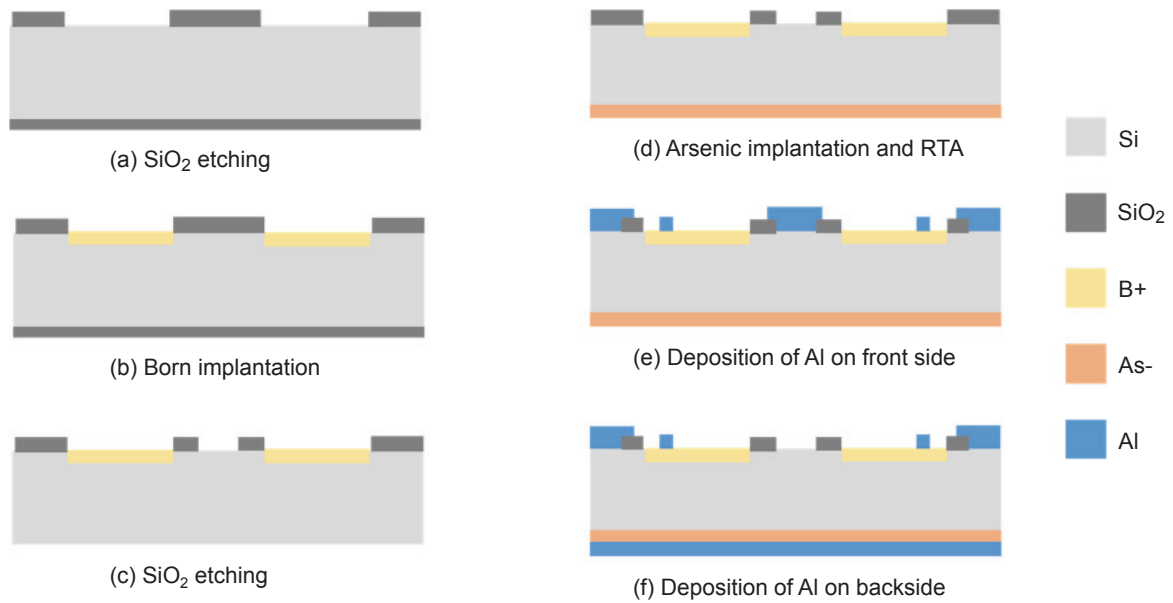 (a) SiO₂ etching
(b) Born implantation
(c) SiO₂ etching
(d) Arsenic implantation and RTA
(e) Deposition of Al on front side
(f) Deposition of Al on backside
Si
SiO₂
B+
As-
Al